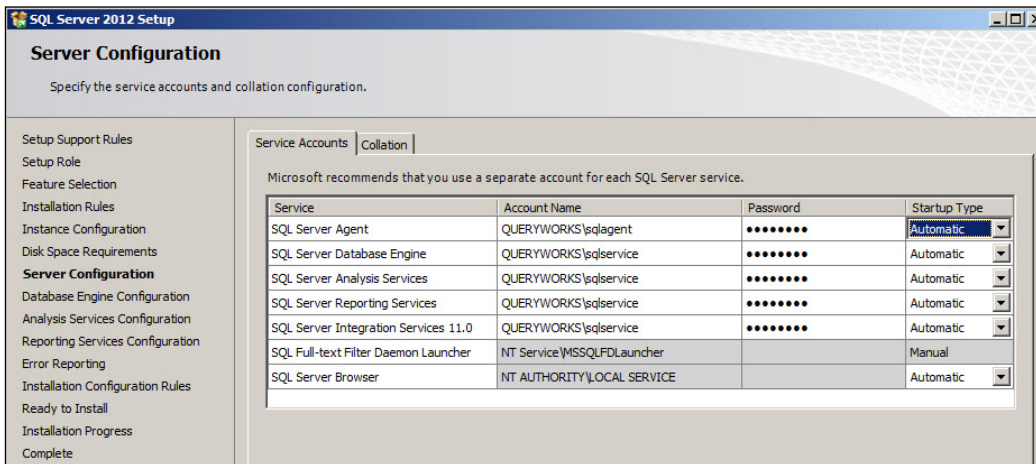 SQL Server 2012 Setup
Server Configuration
Specify the service accounts and collation configuration.
Setup Support Rules
Setup Role
Feature Selection
Installation Rules
Instance Configuration
Disk Space Requirements
Server Configuration
Database Engine Configuration
Analysis Services Configuration
Reporting Services Configuration
Error Reporting
Installation Configuration Rules
Ready to Install
Installation Progress
Complete
Service Accounts Collation
Microsoft recommends that you use a separate account for each SQL Server service.
Service Account Name Password Startup Type
SQL Server Agent QUERYWORKS\sqlagent ●●●●●●●● Automatic
SQL Server Database Engine QUERYWORKS\sqlservice ●●●●●●●● Automatic
SQL Server Analysis Services QUERYWORKS\sqlservice ●●●●●●●● Automatic
SQL Server Reporting Services QUERYWORKS\sqlservice ●●●●●●●● Automatic
SQL Server Integration Services 11.0 QUERYWORKS\sqlservice ●●●●●●●● Automatic
SQL Full-text Filter Daemon Launcher NT Service\MSSQLFDLauncher Manual
SQL Server Browser NT AUTHORITY\LOCAL SERVICE Automatic